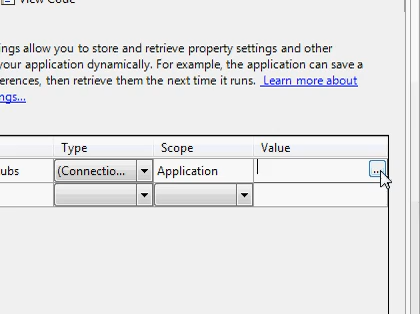 View Code
ings allow you to store and retrieve property settings and other
your application dynamically. For example, the application can save a
erences, then retrieve them the next time it runs. Learn more about
ngs...
Type Scope Value
ubs (Connectio... Application ...